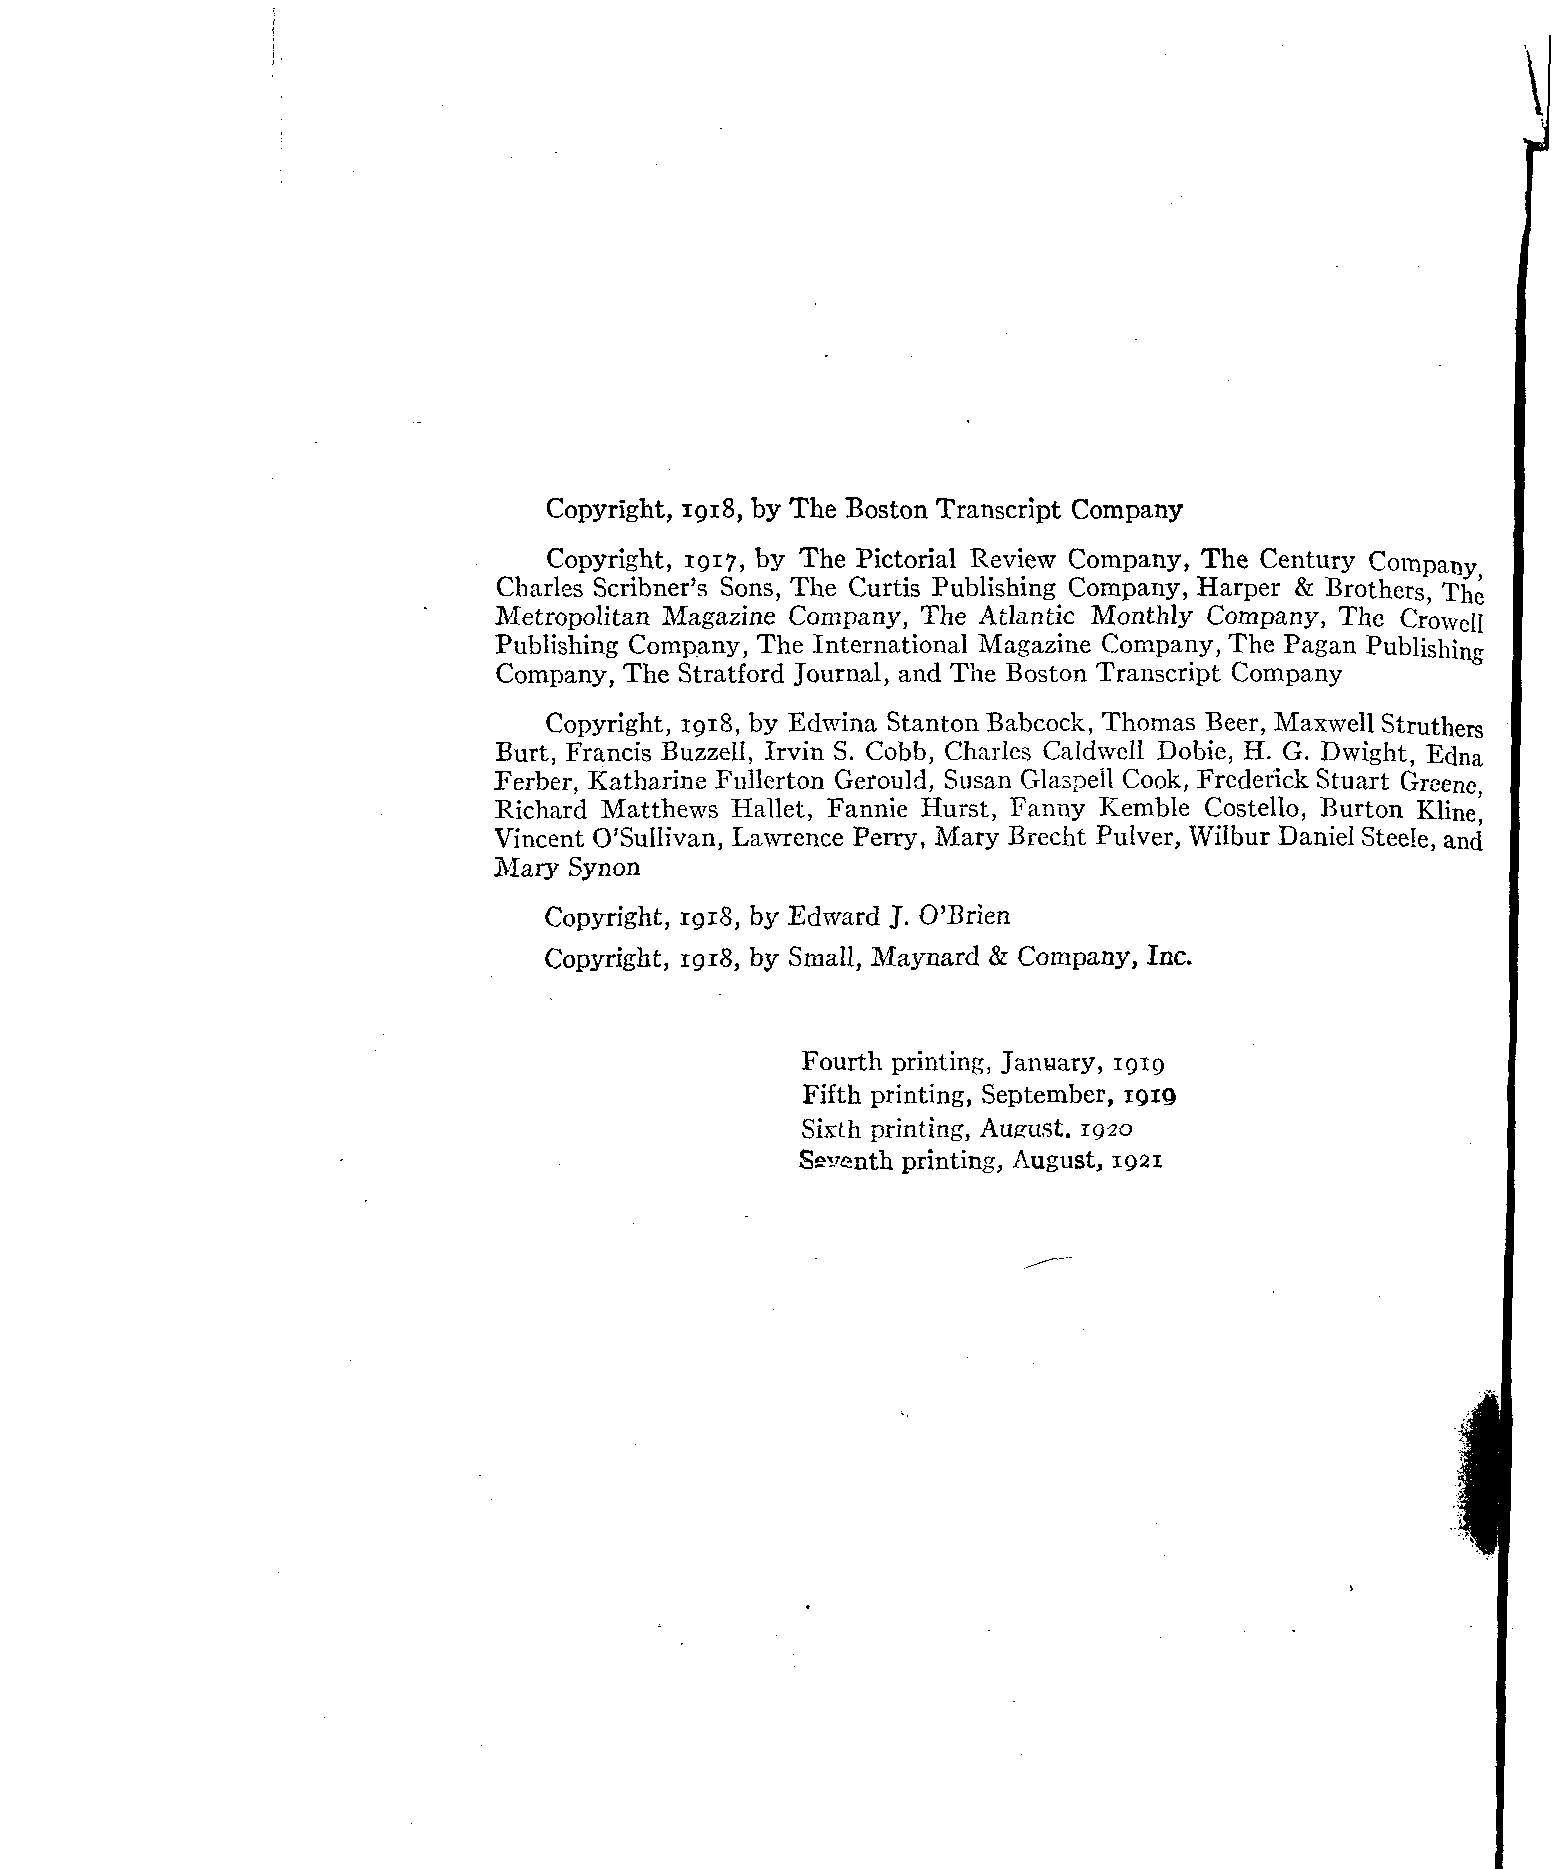 Copyright, 1918, by The Boston Transcript Company
Copyright, 1917, by The Pictorial Review Company, The Century Company,
Charles Scribner's Sons, The Curtis Publishing Company, Harper & Brothers, The
Metropolitan Magazine Company, The Atlantic Monthly Company, The Crowell
Publishing Company, The International Magazine Company, The Pagan Publishing
Company, The Stratford Journal, and The Boston Transcript Company
Copyright, 1918, by Edwina Stanton Babcock, Thomas Beer, Maxwell Struthers
Burt, Francis Buzzell, Irvin S. Cobb, Charles Caldwell Dobie, H. G. Dwight, Edna
Ferber, Katharine Fullerton Gerould, Susan Glaspell Cook, Frederick Stuart Greene,
Richard Matthews Hallet, Fannie Hurst, Fanny Kemble Costello, Burton Kline,
Vincent O'Sullivan, Lawrence Perry, Mary Brecht Pulver, Wilbur Daniel Steele, and
Mary Synon
Copyright, 1918, by Edward J. O'Brien
Copyright, 1918, by Small, Maynard & Company, Inc.
Fourth printing, January, 1919
Fifth printing, September, 1919
Sixth printing, August. 1920
Seventh printing, August, 1921